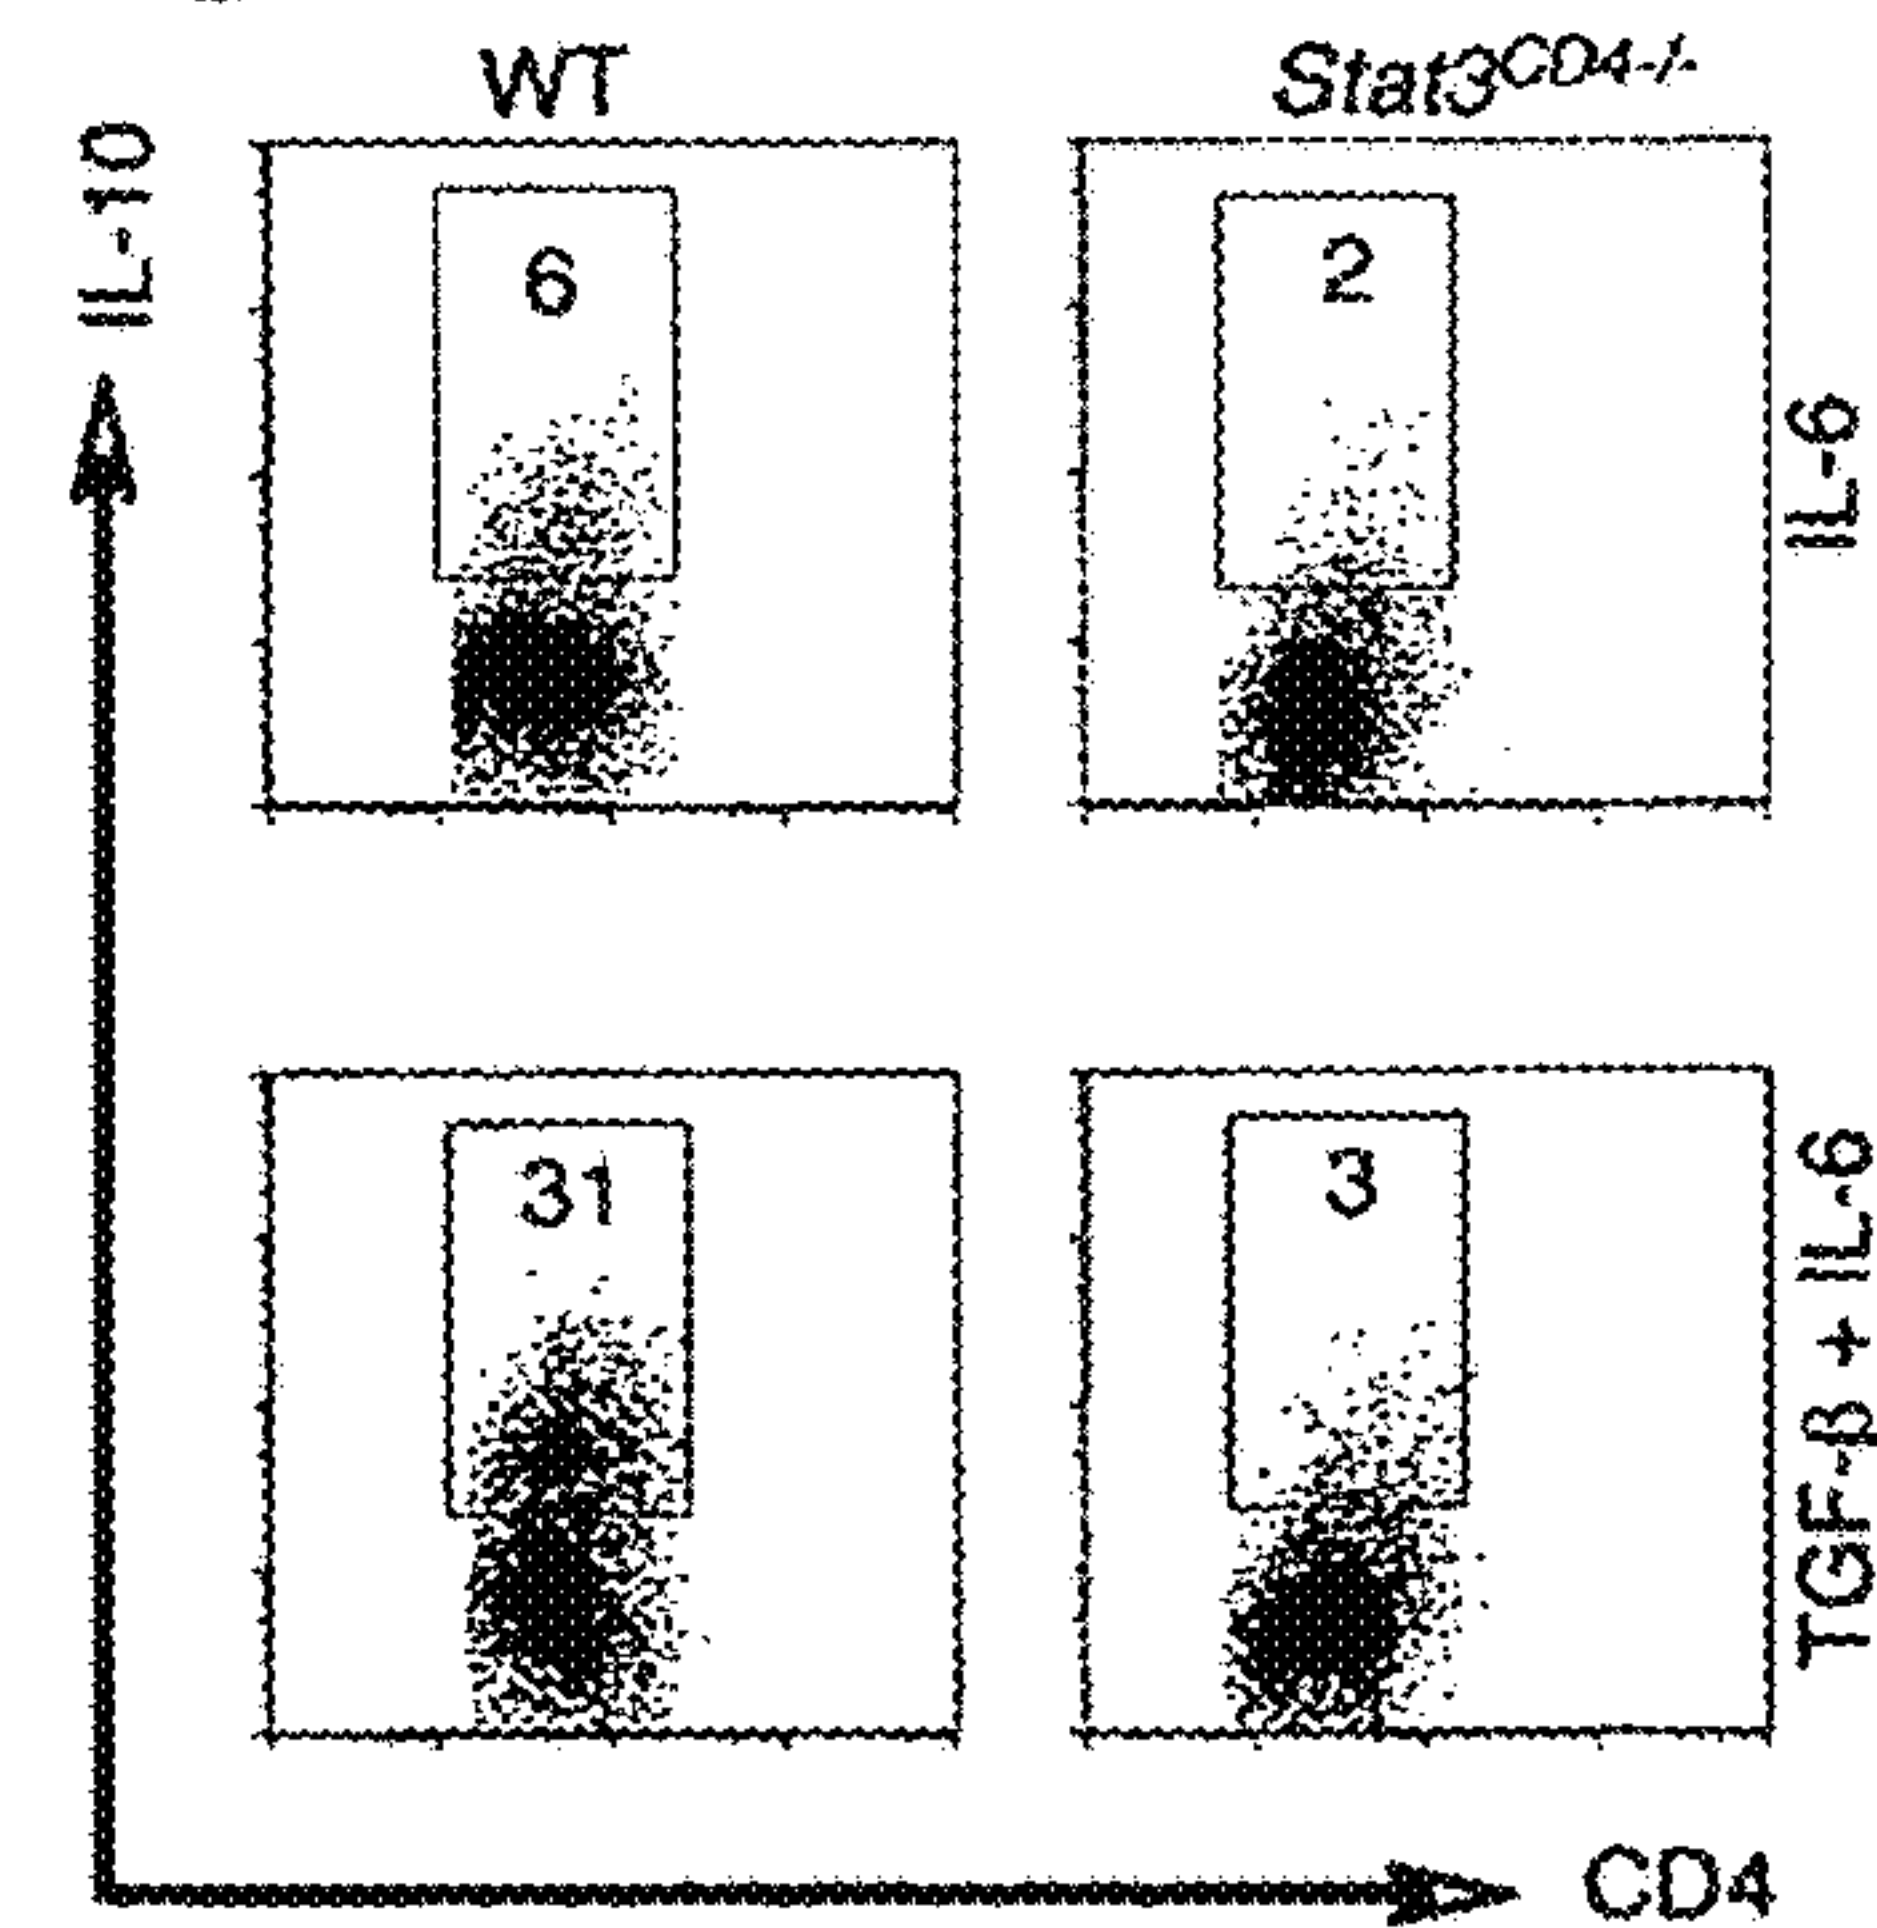 WT
Stat3CD4-/-
IL-10
6
2
IL-6
31
3
TGF-β + IL-6
CD4